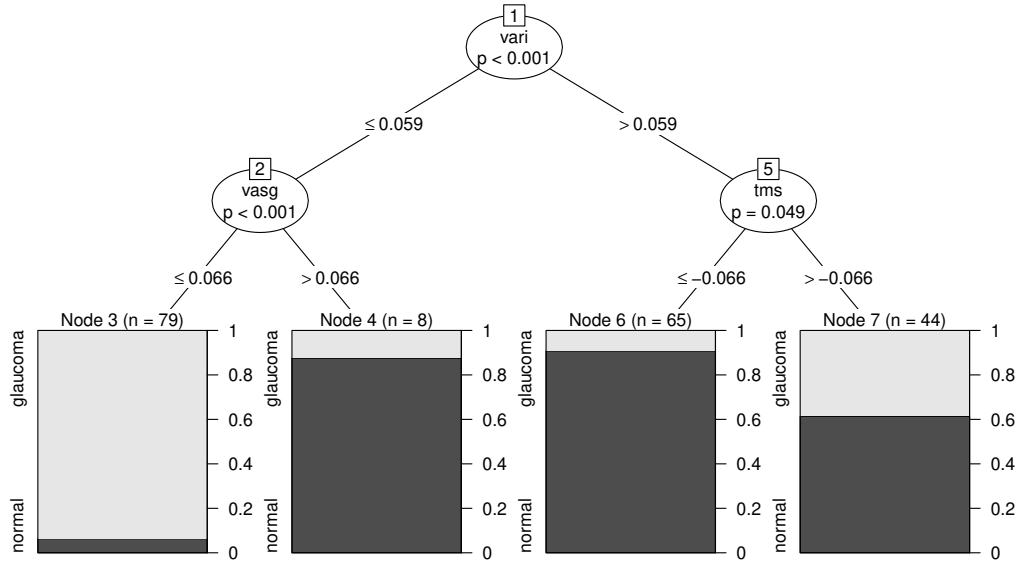 1
vari
p < 0.001
≤ 0.059
> 0.059
2
vasg
p < 0.001
5
tms
p = 0.049
≤ 0.066
> 0.066
≤ −0.066
> −0.066
Node 3 (n = 79)
glaucoma
normal
1
0.8
0.6
0.4
0.2
0
Node 4 (n = 8)
glaucoma
normal
1
0.8
0.6
0.4
0.2
0
Node 6 (n = 65)
glaucoma
normal
1
0.8
0.6
0.4
0.2
0
Node 7 (n = 44)
glaucoma
normal
1
0.8
0.6
0.4
0.2
0